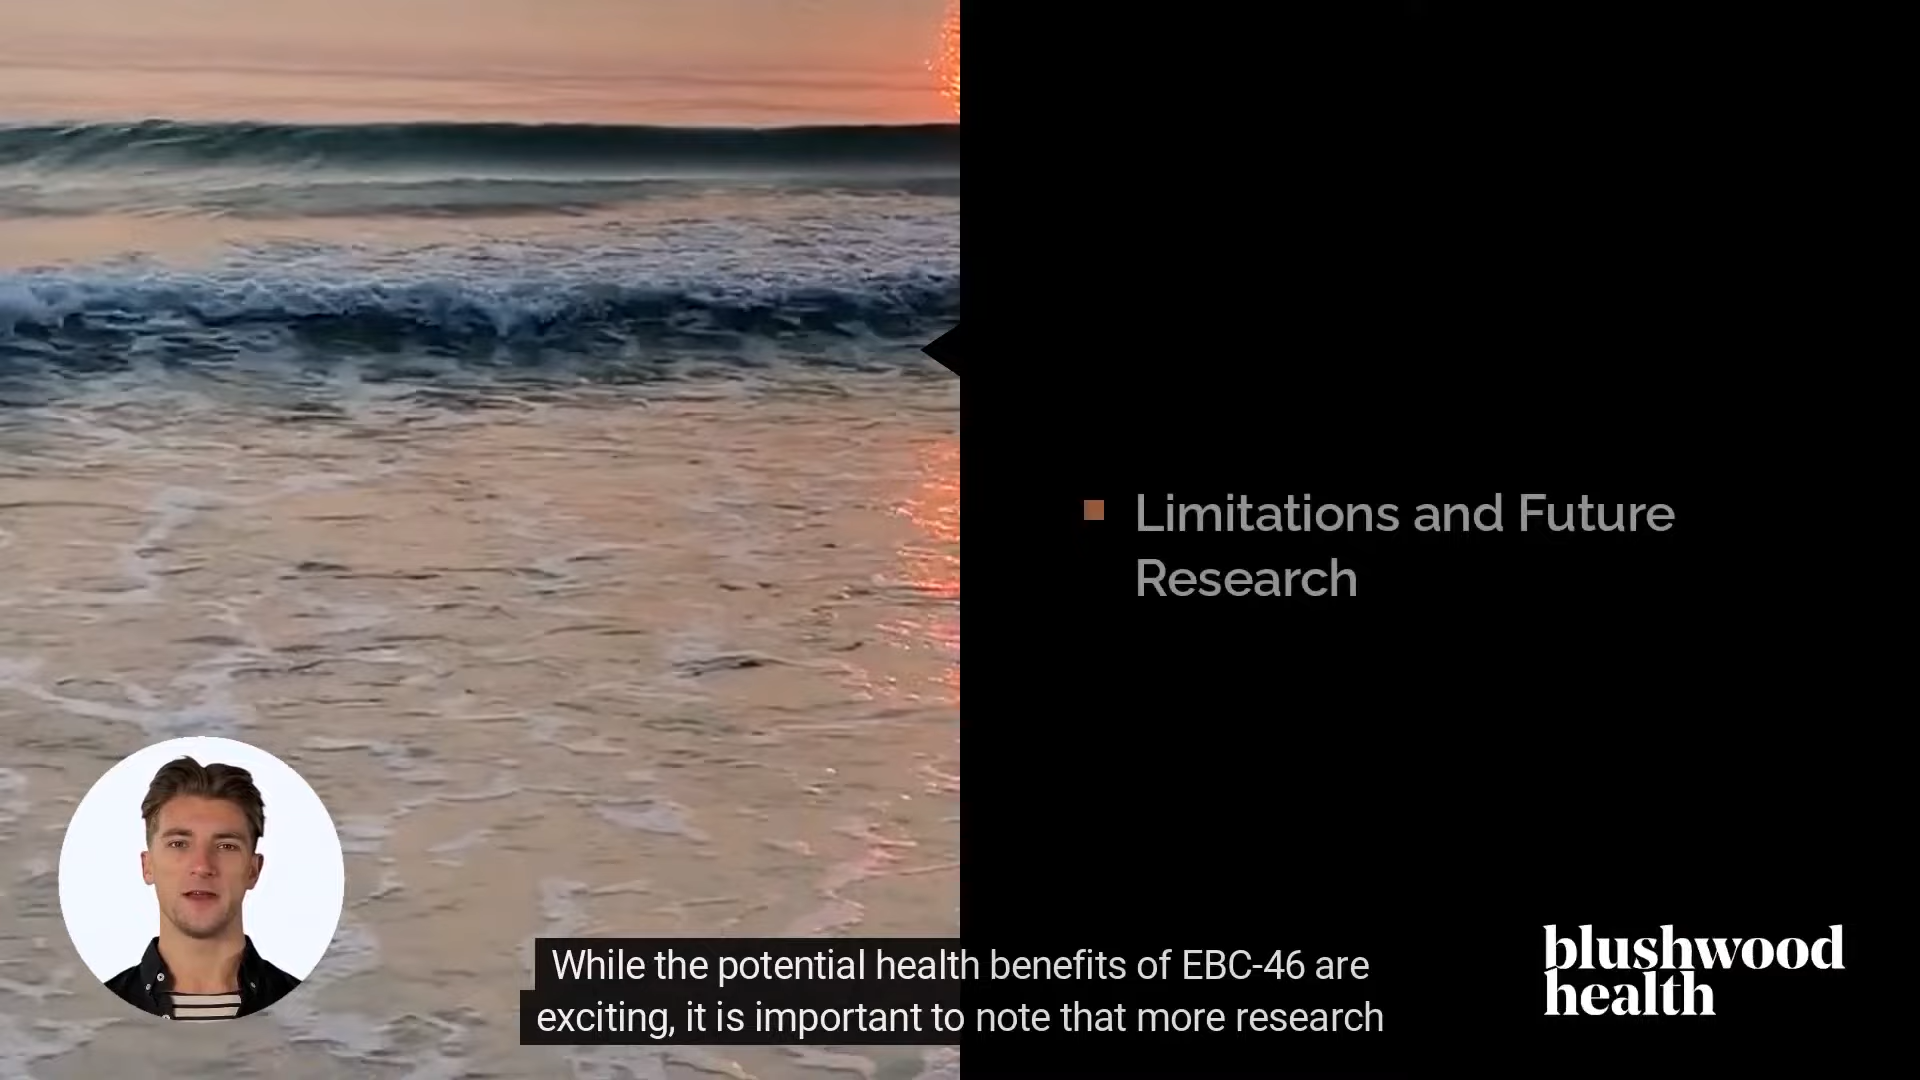 Limitations and Future
Research
While the potential health benefits of EBC-46 are
exciting, it is important to note that more research
blushwood
health